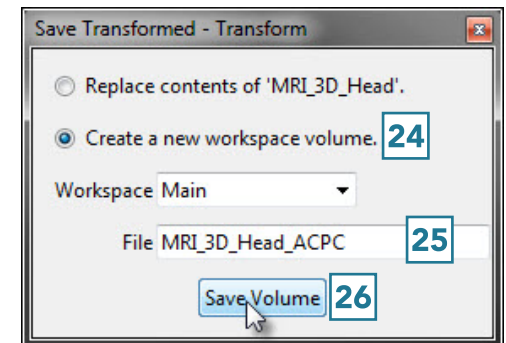 Save Transformed - Transform
Replace contents of 'MRI_3D_Head'.
Create a new workspace volume. 24
Workspace Main
File MRI_3D_Head_ACPC 25
Save Volume 26